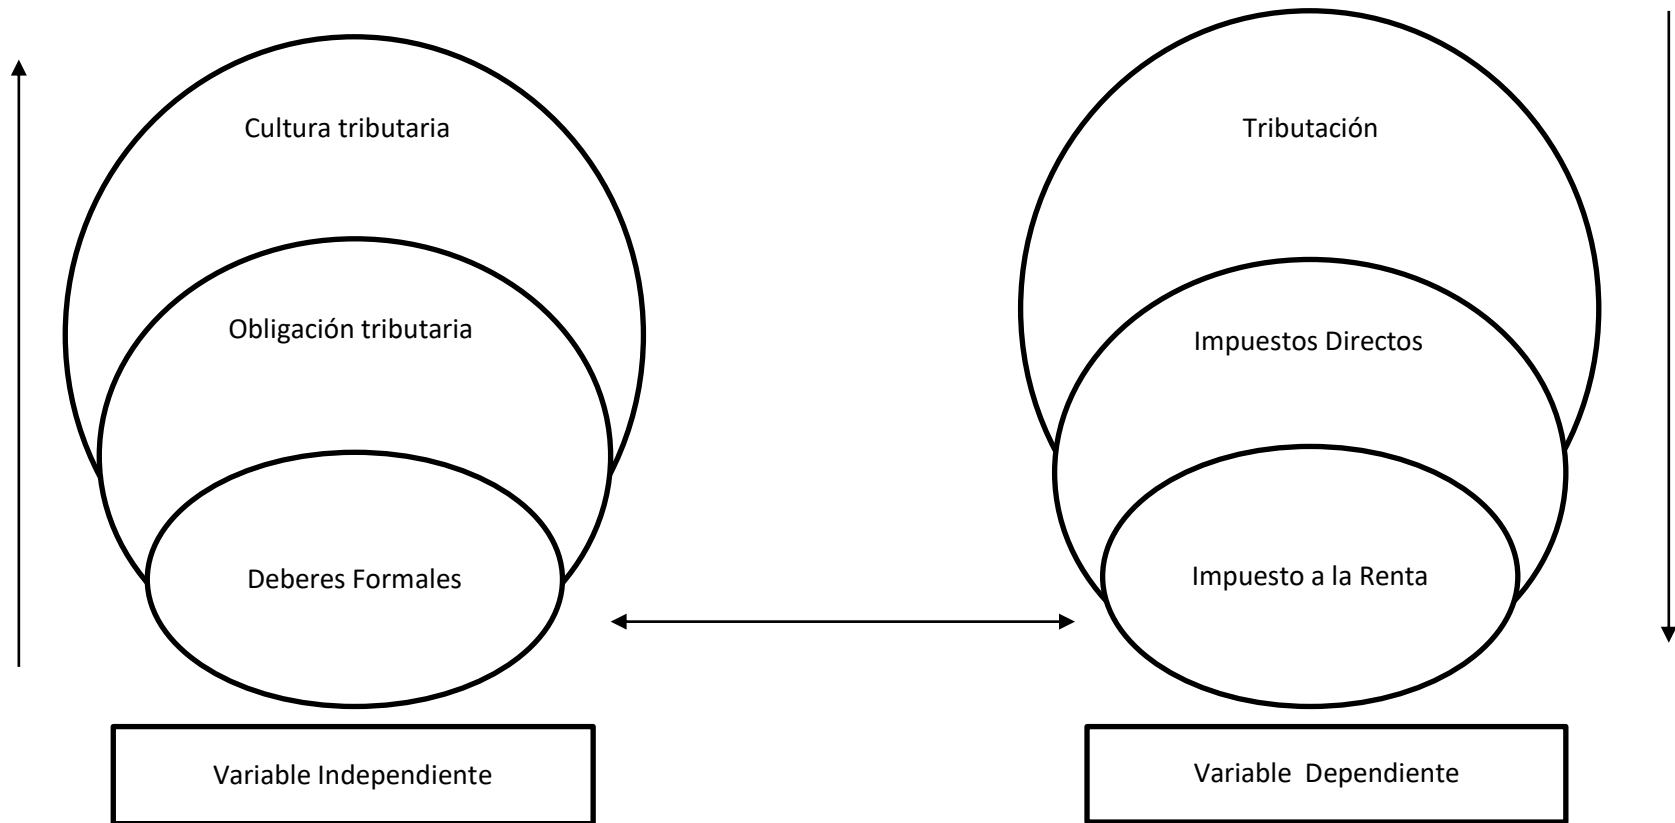 Cultura tributaria
Obligación tributaria
Deberes Formales
Variable Independiente
Tributación
Impuestos Directos
Impuesto a la Renta
Variable  Dependiente